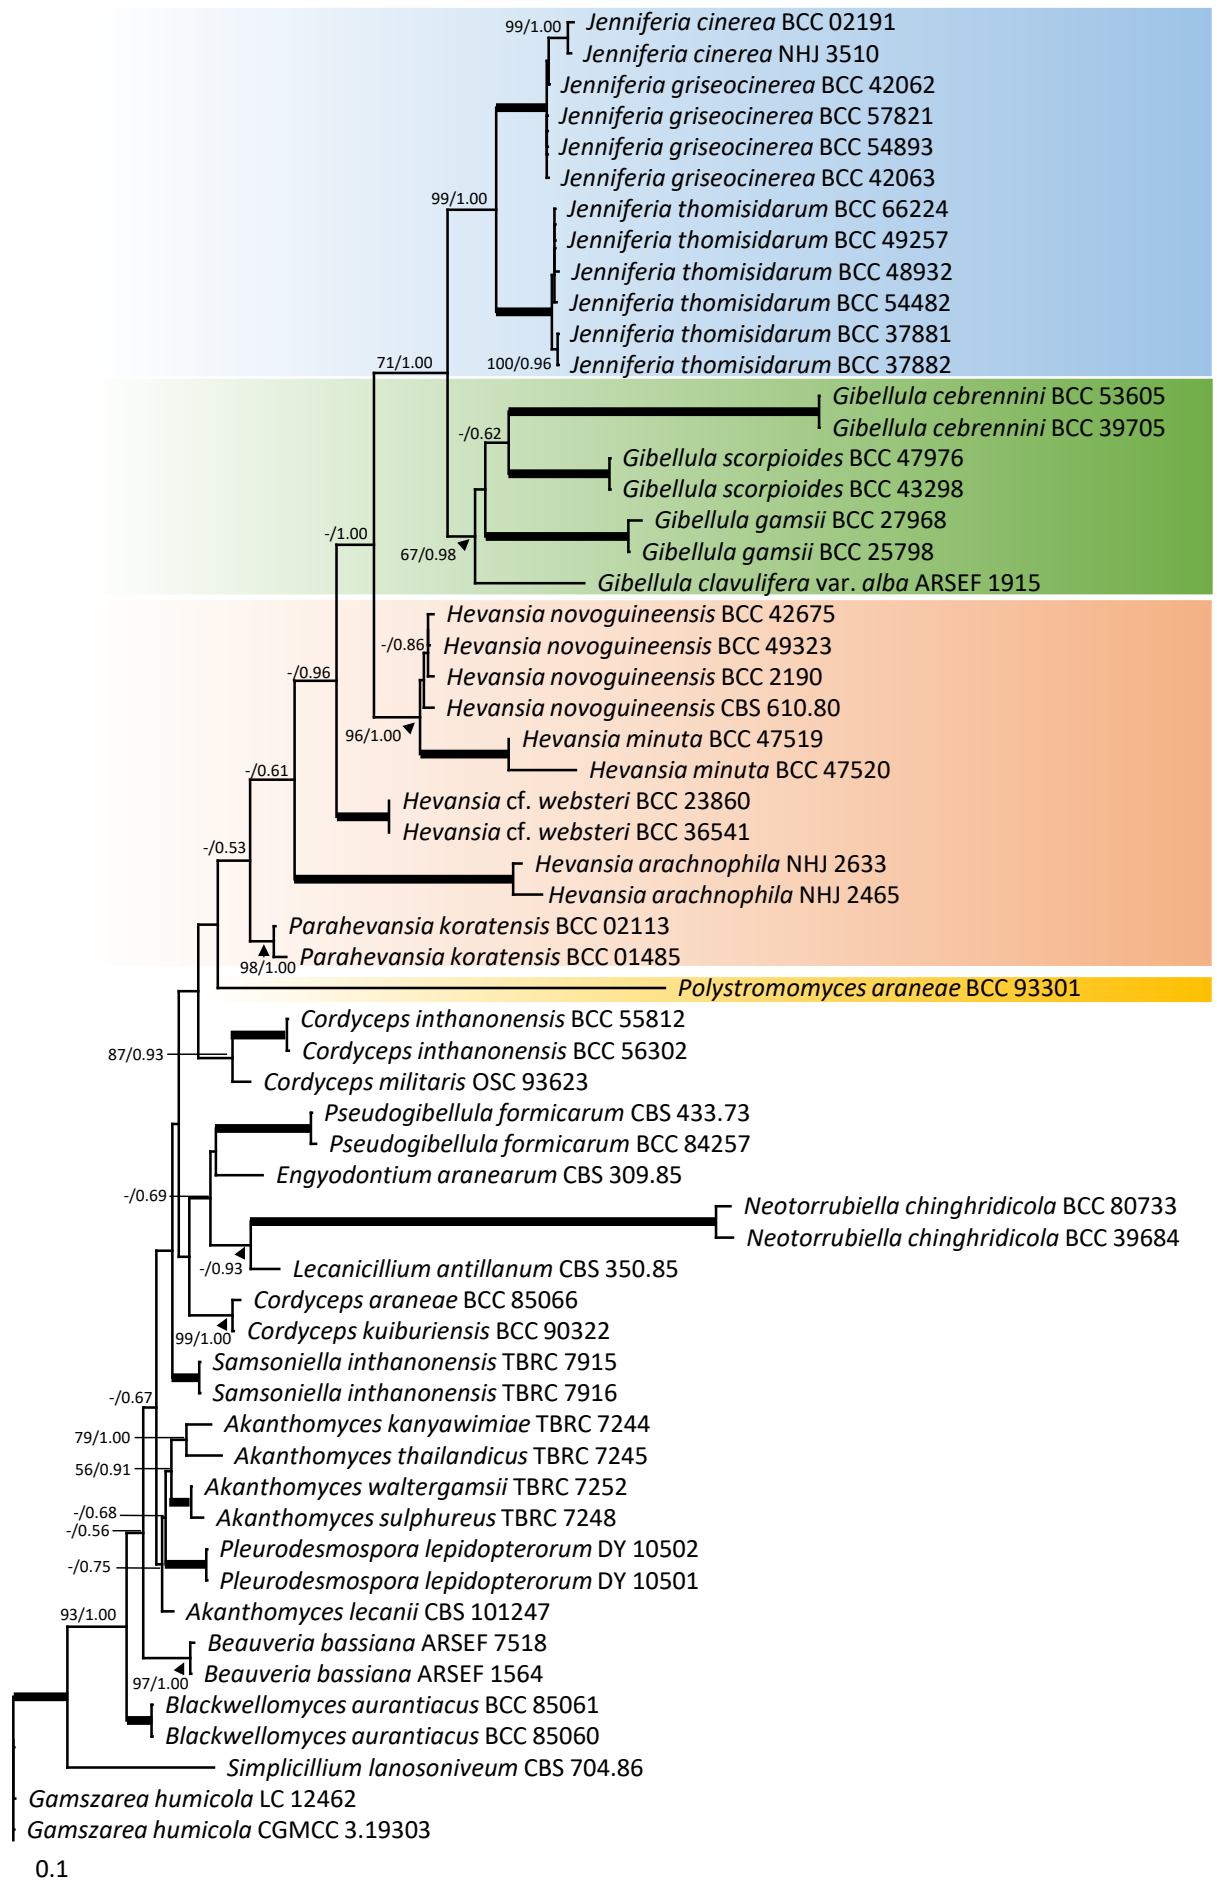 99/1.00
Jenniferia cinerea BCC 02191
Jenniferia cinerea NHJ 3510
Jenniferia griseocinerea BCC 42062
Jenniferia griseocinerea BCC 57821
Jenniferia griseocinerea BCC 54893
Jenniferia griseocinerea BCC 42063
99/1.00
Jenniferia thomisidarum BCC 66224
Jenniferia thomisidarum BCC 49257
Jenniferia thomisidarum BCC 48932
Jenniferia thomisidarum BCC 54482
Jenniferia thomisidarum BCC 37881
71/1.00
100/0.96
Jenniferia thomisidarum BCC 37882
Gibellula cebrennini BCC 53605
Gibellula cebrennini BCC 39705
-/0.62
Gibellula scorpioides BCC 47976
Gibellula scorpioides BCC 43298
Gibellula gamsii BCC 27968
-/1.00
Gibellula gamsii BCC 25798
67/0.98
Gibellula clavulifera var. alba ARSEF 1915
Hevansia novoguineensis BCC 42675
-/0.86
Hevansia novoguineensis BCC 49323
-/0.96
Hevansia novoguineensis BCC 2190
Hevansia novoguineensis CBS 610.80
96/1.00
Hevansia minuta BCC 47519
-/0.61
Hevansia minuta BCC 47520
Hevansia cf. websteri BCC 23860
Hevansia cf. websteri BCC 36541
-/0.53
Hevansia arachnophila NHJ 2633
Hevansia arachnophila NHJ 2465
Parahevansia koratensis BCC 02113
Parahevansia koratensis BCC 01485
98/1.00
Polystromomyces araneae BCC 93301
Cordyceps inthanonensis BCC 55812
87/0.93
Cordyceps inthanonensis BCC 56302
Cordyceps militaris OSC 93623
Pseudogibellula formicarum CBS 433.73
Pseudogibellula formicarum BCC 84257
Engyodontium aranearum CBS 309.85
-/0.69
Neotorrubiella chinghridicola BCC 80733
Neotorrubiella chinghridicola BCC 39684
-/0.93
Lecanicillium antillanum CBS 350.85
Cordyceps araneae BCC 85066
99/1.00
Cordyceps kuiburiensis BCC 90322
Samsoniella inthanonensis TBRC 7915
Samsoniella inthanonensis TBRC 7916
-/0.67
Akanthomyces kanyawimiae TBRC 7244
79/1.00
Akanthomyces thailandicus TBRC 7245
56/0.91
Akanthomyces waltergamsii TBRC 7252
-/0.68
Akanthomyces sulphureus TBRC 7248
-/0.56
Pleurodesmospora lepidopterorum DY 10502
-/0.75
Pleurodesmospora lepidopterorum DY 10501
Akanthomyces lecanii CBS 101247
93/1.00
Beauveria bassiana ARSEF 7518
Beauveria bassiana ARSEF 1564
97/1.00
Blackwellomyces aurantiacus BCC 85061
Blackwellomyces aurantiacus BCC 85060
Simplicillium lanosoniveum CBS 704.86
Gamszarea humicola LC 12462
Gamszarea humicola CGMCC 3.19303
0.1